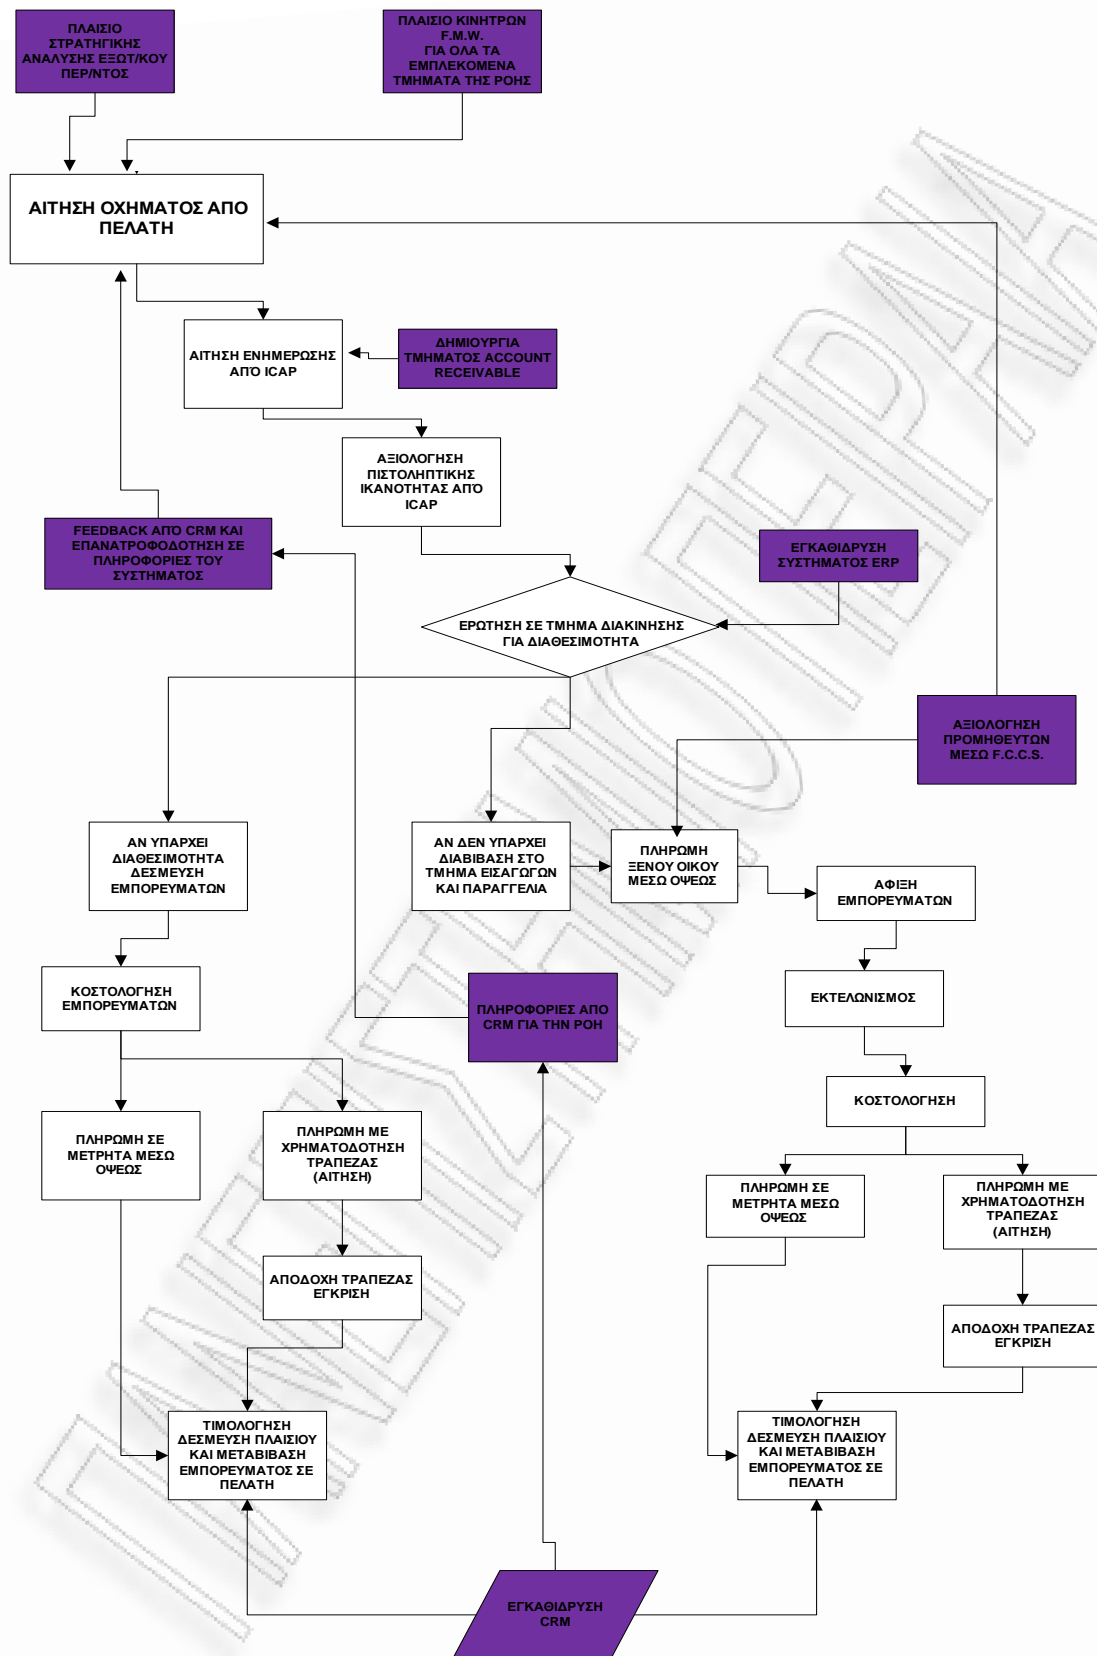 ΠΛΑΙΣΙΟ
ΣΤΡΑΤΗΓΙΚΗΣ
ΑΝΑΛΥΣΗΣ ΕΞΩΤ/ΚΟΥ
ΠΕΡ/ΝΤΟΣ
ΠΛΑΙΣΙΟ ΚΙΝΗΤΡΩΝ
F.M.W.
ΓΙΑ ΟΛΑ ΤΑ
ΕΜΠΛΕΚΟΜΕΝΑ
ΤΜΗΜΑΤΑ ΤΗΣ ΡΟΗΣ
ΑΙΤΗΣΗ ΟΧΗΜΑΤΟΣ ΑΠΟ
ΠΕΛΑΤΗ
ΑΙΤΗΣΗ ΕΝΗΜΕΡΩΣΗΣ
ΑΠΌ ICAP
ΔΗΜΙΟΥΡΓΙΑ
ΤΜΗΜΑΤΟΣ ACCOUNT
RECEIVABLE
ΑΞΙΟΛΟΓΗΣΗ
ΠΙΣΤΟΛΗΠΤΙΚΗΣ
ΙΚΑΝΟΤΗΤΑΣ ΑΠΌ
ICAP
FEEDBACK ΑΠΌ CRM ΚΑΙ
ΕΠΑΝΑΤΡΟΦΟΔΟΤΗΣΗ ΣΕ
ΠΛΗΡΟΦΟΡΙΕΣ ΤΟΥ
ΣΥΣΤΗΜΑΤΟΣ
ΕΓΚΑΘΙΔΡΥΣΗ
ΣΥΣΤΗΜΑΤΟΣ ERP
ΕΡΩΤΗΣΗ ΣΕ ΤΜΗΜΑ ΔΙΑΚΙΝΗΣΗΣ
ΓΙΑ ΔΙΑΘΕΣΙΜΟΤΗΤΑ
ΑΞΙΟΛΟΓΗΣΗ
ΠΡΟΜΗΘΕΥΤΩΝ
ΜΕΣΩ F.C.C.S.
ΑΝ ΥΠΑΡΧΕΙ
ΔΙΑΘΕΣΙΜΟΤΗΤΑ
ΔΕΣΜΕΥΣΗ
ΕΜΠΟΡΕΥΜΑΤΩΝ
ΑΝ ΔΕΝ ΥΠΑΡΧΕΙ
ΔΙΑΒΙΒΑΣΗ ΣΤΟ
ΤΜΗΜΑ ΕΙΣΑΓΩΓΩΝ
ΚΑΙ ΠΑΡΑΓΓΕΛΙΑ
ΠΛΗΡΩΜΗ
ΞΕΝΟΥ ΟΙΚΟΥ
ΜΕΣΩ ΟΨΕΩΣ
ΑΦΙΞΗ
ΕΜΠΟΡΕΥΜΑΤΩΝ
ΚΟΣΤΟΛΟΓΗΣΗ
ΕΜΠΟΡΕΥΜΑΤΩΝ
ΠΛΗΡΟΦΟΡΙΕΣ ΑΠΟ
CRM ΓΙΑ ΤΗΝ ΡΟΗ
ΕΚΤΕΛΩΝΙΣΜΟΣ
ΚΟΣΤΟΛΟΓΗΣΗ
ΠΛΗΡΩΜΗ ΣΕ
ΜΕΤΡΗΤΑ ΜΕΣΩ
ΟΨΕΩΣ
ΠΛΗΡΩΜΗ ΜΕ
ΧΡΗΜΑΤΟΔΟΤΗΣΗ
ΤΡΑΠΕΖΑΣ
(ΑΙΤΗΣΗ)
ΠΛΗΡΩΜΗ ΣΕ
ΜΕΤΡΗΤΑ ΜΕΣΩ
ΟΨΕΩΣ
ΠΛΗΡΩΜΗ ΜΕ
ΧΡΗΜΑΤΟΔΟΤΗΣΗ
ΤΡΑΠΕΖΑΣ
(ΑΙΤΗΣΗ)
ΑΠΟΔΟΧΗ ΤΡΑΠΕΖΑΣ
ΕΓΚΡΙΣΗ
ΑΠΟΔΟΧΗ ΤΡΑΠΕΖΑΣ
ΕΓΚΡΙΣΗ
ΤΙΜΟΛΟΓΗΣΗ
ΔΕΣΜΕΥΣΗ ΠΛΑΙΣΙΟΥ
ΚΑΙ ΜΕΤΑΒΙΒΑΣΗ
ΕΜΠΟΡΕΥΜΑΤΟΣ ΣΕ
ΠΕΛΑΤΗ
ΤΙΜΟΛΟΓΗΣΗ
ΔΕΣΜΕΥΣΗ ΠΛΑΙΣΙΟΥ
ΚΑΙ ΜΕΤΑΒΙΒΑΣΗ
ΕΜΠΟΡΕΥΜΑΤΟΣ ΣΕ
ΠΕΛΑΤΗ
ΕΓΚΑΘΙΔΡΥΣΗ
CRM
ΠΑΝΕΠΙΣΤΗΜΙΟ ΠΕΙΡΑΙΑ